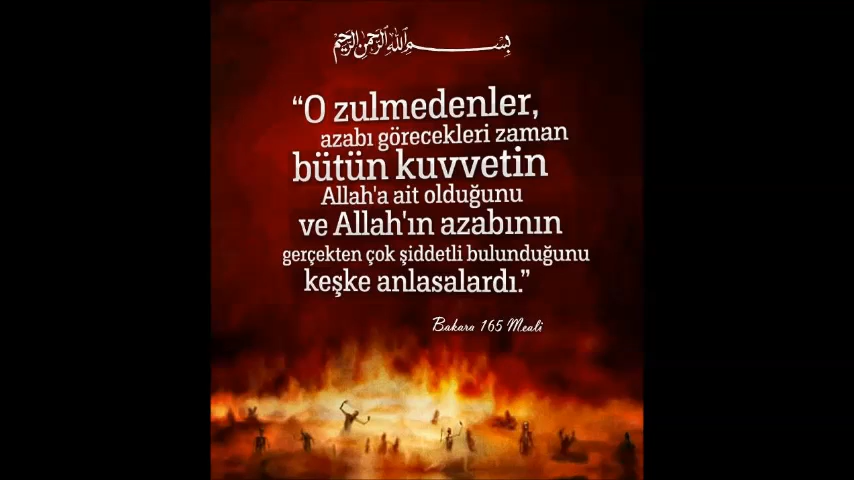 بسم الله الرحمن الرحيم
“O zulmedenler,
azabı görecekleri zaman
bütün kuvvetin
Allah'a ait olduğunu
ve Allah'ın azabının
gerçekten çok şiddetli bulunduğunu
keşke anlasalardı.”
Bakara 165 Meali